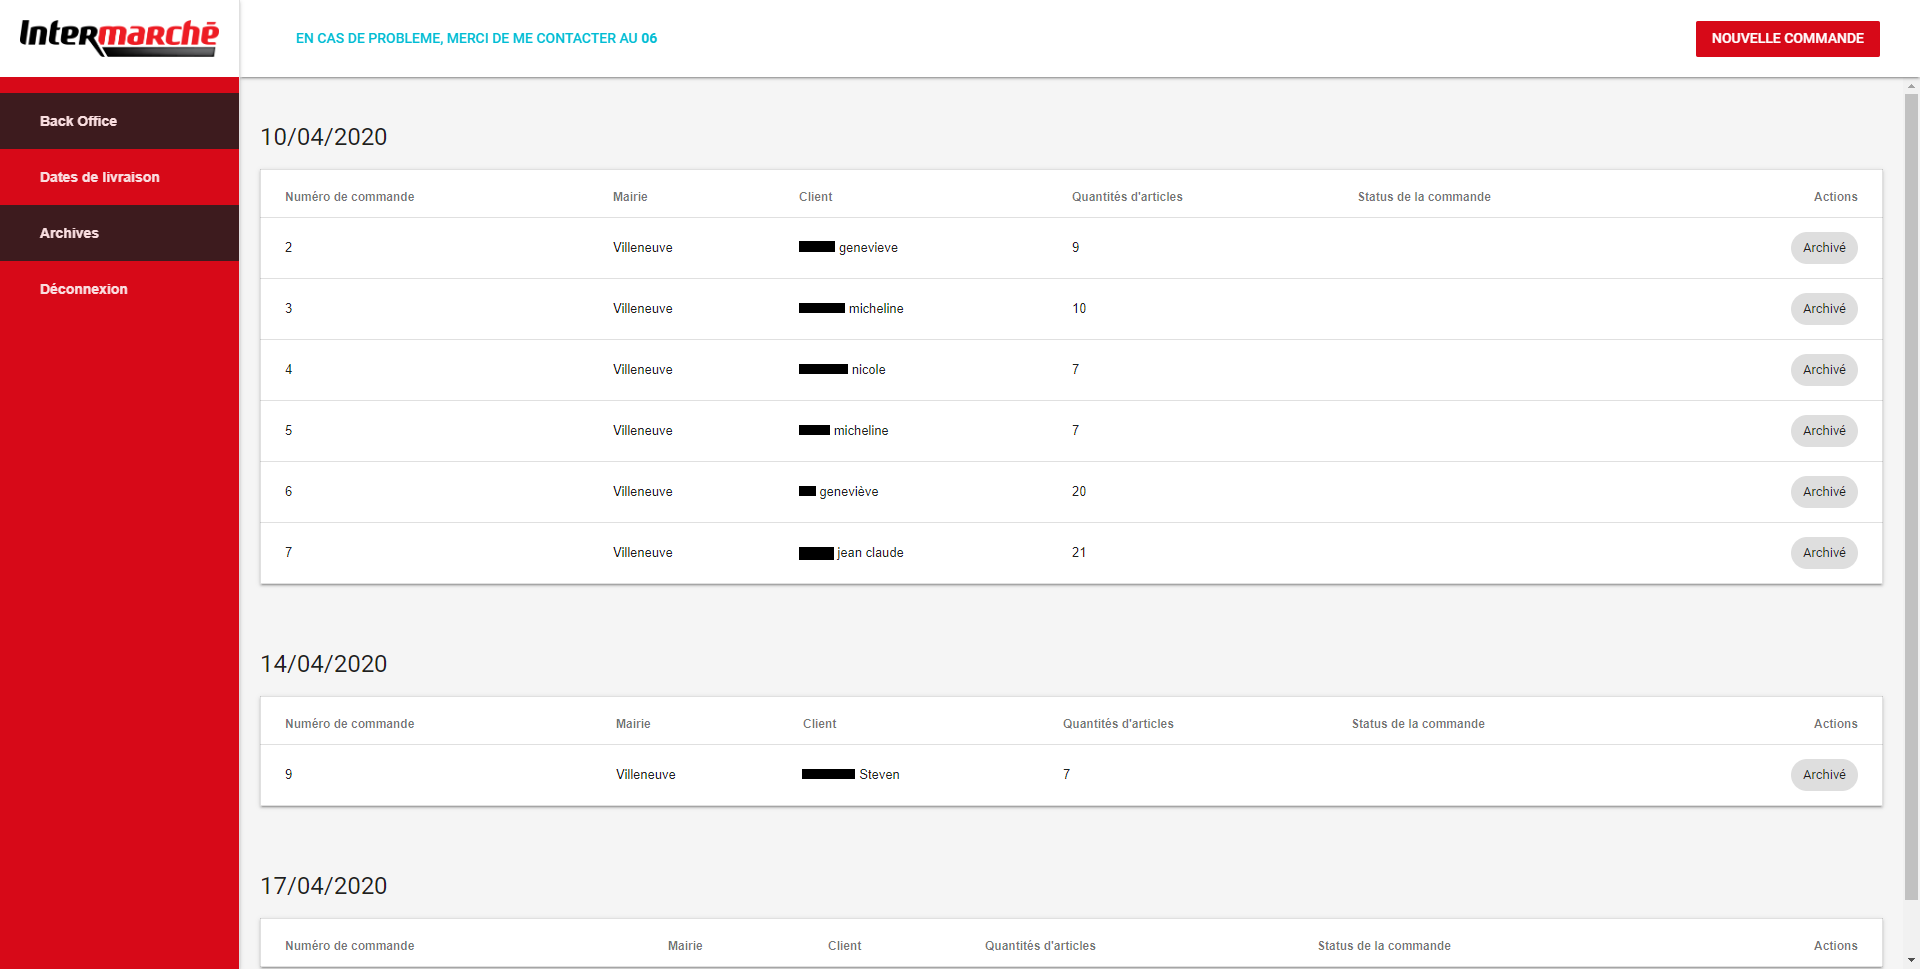 Intermarché
EN CAS DE PROBLEME, MERCI DE ME CONTACTER AU 06
NOUVELLE COMMANDE
Back Office
Dates de livraison
Archives
Déconnexion
10/04/2020
Numéro de commande Mairie Client Quantités d'articles Status de la commande Actions
2 Villeneuve genevieve 9 Archivé
3 Villeneuve micheline 10 Archivé
4 Villeneuve nicole 7 Archivé
5 Villeneuve micheline 7 Archivé
6 Villeneuve geneviève 20 Archivé
7 Villeneuve jean claude 21 Archivé
14/04/2020
Numéro de commande Mairie Client Quantités d'articles Status de la commande Actions
9 Villeneuve Steven 7 Archivé
17/04/2020
Numéro de commande Mairie Client Quantités d'articles Status de la commande Actions